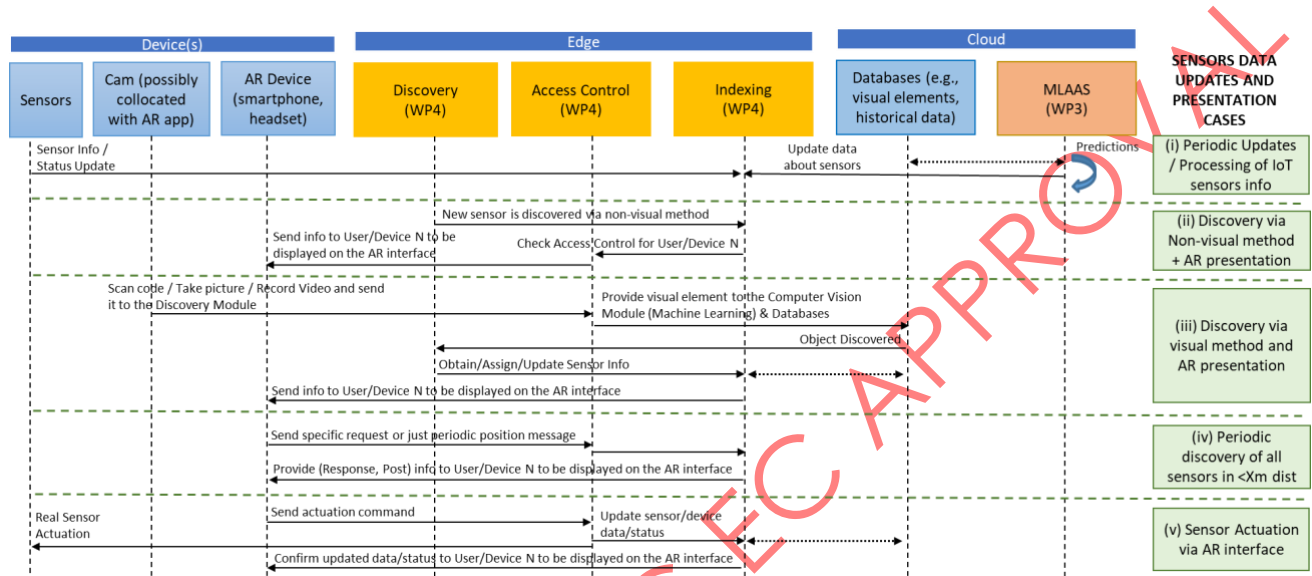 Device(s)
Edge
Cloud
SENSORS DATA
UPDATES AND
PRESENTATION
CASES
Sensors
Cam (possibly
collocated
with AR app)
AR Device
(smartphone,
headset)
Discovery
(WP4)
Access Control
(WP4)
Indexing
(WP4)
Databases (e.g.,
visual elements,
historical data)
MLAAS
(WP3)
Sensor Info /
Status Update
Update data
about sensors
Predictions
(i) Periodic Updates
/ Processing of IoT
sensors info
New sensor is discovered via non-visual method
Send info to User/Device N to be
displayed on the AR interface
Check Access Control for User/Device N
(ii) Discovery via
Non-visual method
+ AR presentation
Scan code / Take picture / Record Video and send
it to the Discovery Module
Provide visual element to the Computer Vision
Module (Machine Learning) & Databases
Object Discovered
Obtain/Assign/Update Sensor Info
Send info to User/Device N to be displayed on the AR interface
(iii) Discovery via
visual method and
AR presentation
Send specific request or just periodic position message
Provide (Response, Post) info to User/Device N to be displayed on the AR interface
(iv) Periodic
discovery of all
sensors in <Xm dist
Real Sensor
Actuation
Send actuation command
Update sensor/device
data/status
Confirm updated data/status to User/Device N to be displayed on the AR interface
(v) Sensor Actuation
via AR interface
EC APPROVAL